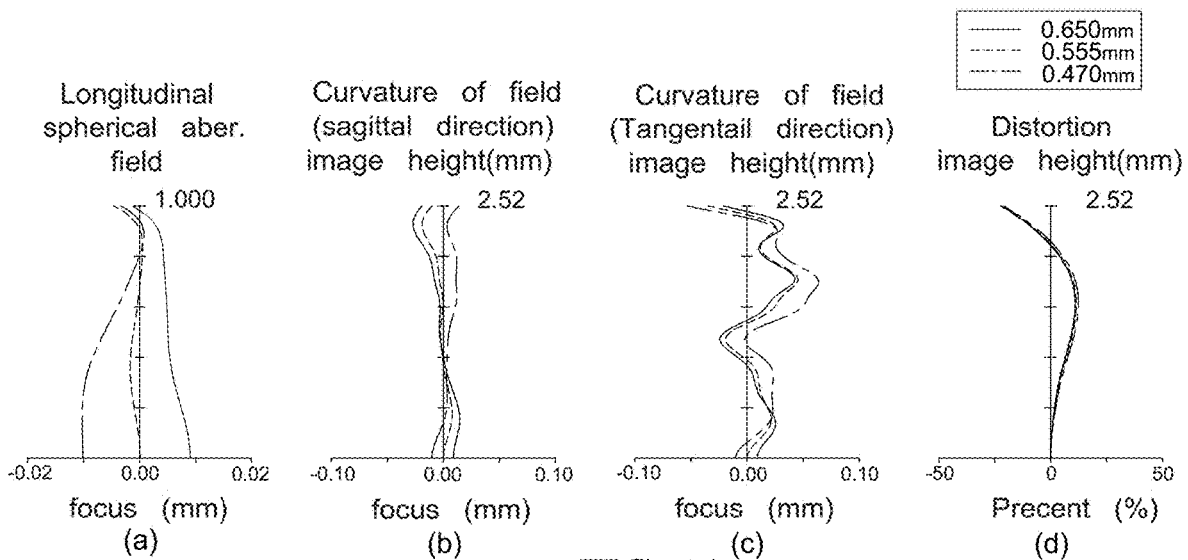 0.650mm
0.555mm
0.470mm
Longitudinal
spherical aber.
field
1.000
-0.02
0.00
0.02
focus (mm)
(a)
Curvature of field
(sagittal direction)
image height(mm)
2.52
-0.10
0.00
0.10
focus (mm)
(b)
Curvature of field
(Tangentail direction)
image height(mm)
2.52
-0.10
0.00
0.10
focus (mm)
(c)
Distortion
image height(mm)
2.52
-50
0
50
Precent (%)
(d)